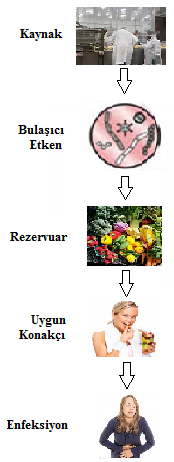 Kaynak
Bulaşıcı
Etken
Rezervuar
Uygun
Konakçı
Enfeksiyon